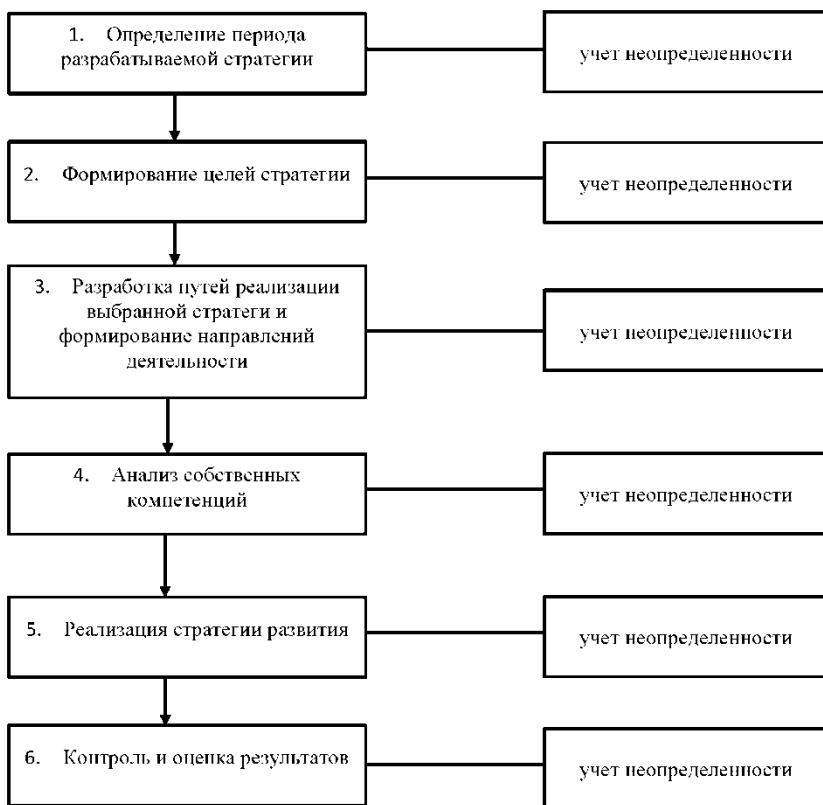 1. Определение периода
разрабатываемой стратегии
учет неопределенности
2. Формирование целей стратегии
учет неопределенности
3. Разработка путей реализации
выбранной стратеги и
формирование направлений
деятельности
учет неопределенности
4. Анализ собственных
компетенций
учет неопределенности
5. Реализация стратегии развития
учет неопределенности
6. Контроль и оценка результатов
учет неопределенности